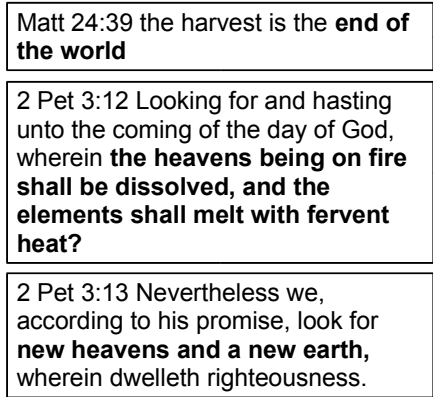 Matt 24:39 the harvest is the end of
the world
2 Pet 3:12 Looking for and hasting
unto the coming of the day of God,
wherein the heavens being on fire
shall be dissolved, and the
elements shall melt with fervent
heat?
2 Pet 3:13 Nevertheless we,
according to his promise, look for
new heavens and a new earth,
wherein dwelleth righteousness.